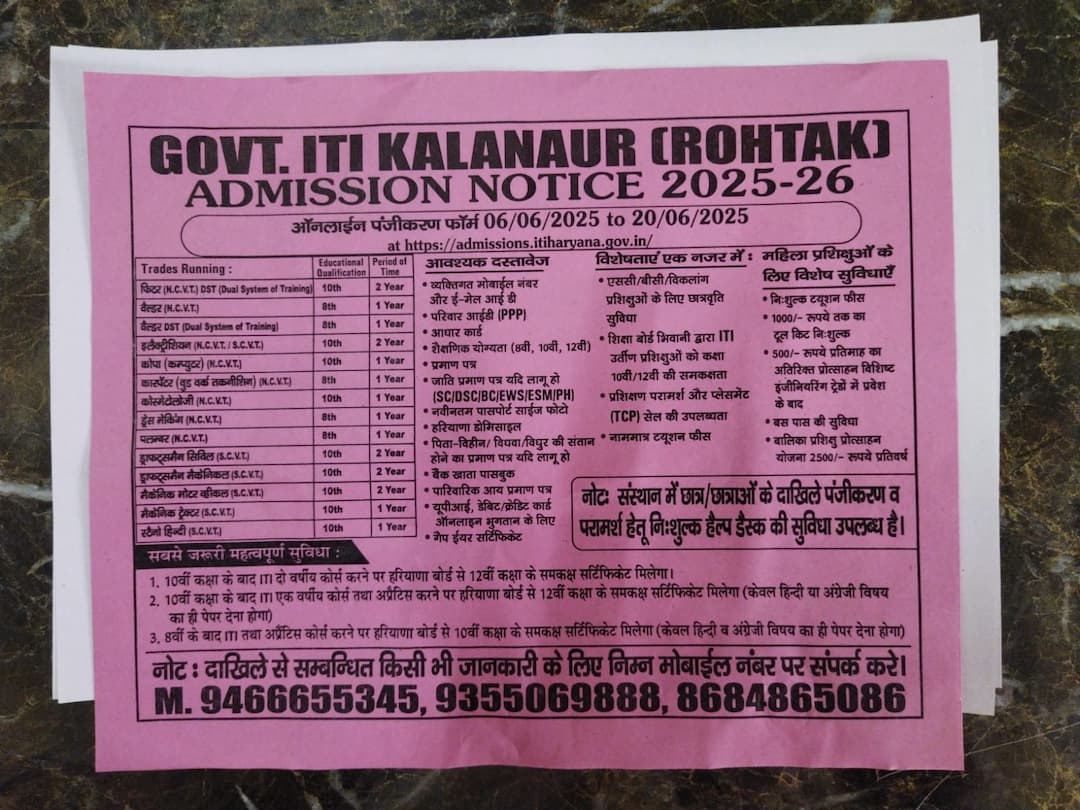 GOVT. ITI KALANAUR (ROHTAK)
ADMISSION NOTICE 2025-26
ऑनलाईन पंजीकरण फॉर्म 06/06/2025 to 20/06/2025
at https://admissions.itiharyana.gov.in/
Trades Running : Educational Qualification Period of Time
फिटर (N.C.V.T.) DST (Dual System of Training) 10th 2 Year
वैल्डर (N.C.V.T.) 8th 1 Year
वैल्डर DST (Dual System of Training) 8th 1 Year
इलैक्ट्रीशियन (N.C.V.T. / S.C.V.T.) 10th 2 Year
कोपा (कम्पुटर) (N.C.V.T.) 10th 1 Year
कारपेंटर (वुड वर्क तकनीशिन) (N.C.V.T.) 8th 1 Year
कोस्मेटोलोजी (N.C.V.T.) 10th 1 Year
ड्रेस मेकिंग (N.C.V.T.) 8th 1 Year
पलम्बर (N.C.V.T.) 8th 1 Year
ड्राफ्ट्समैन सिविल (S.C.V.T.) 10th 2 Year
ड्राफ्ट्समैन मैकेनिकल (S.C.V.T.) 10th 2 Year
मैकेनिक मोटर व्हीकल (S.C.V.T.) 10th 2 Year
मैकेनिक ट्रेक्टर (S.C.V.T.) 10th 1 Year
स्टैनो हिन्दी (S.C.V.T.) 10th 1 Year
आवश्यक दस्तावेज
• व्यक्तिगत मोबाईल नंबर
और ई-मेल आई डी
• परिवार आईडी (PPP)
• आधार कार्ड
• शैक्षणिक योग्यता (8वी, 10वी, 12वी)
• प्रमाण पत्र
• जाति प्रमाण पत्र यदि लागू हो
(SC/DSC/BC/EWS/ESM/PH)
• नवीनतम पासपोर्ट साईज फोटो
• हरियाणा डोमिसाइल
• पिता-विहीन/ विधवा/विधुर की संतान
होने का प्रमाण पत्र यदि लागू हो
• बैंक खाता पासबुक
• पारिवारिक आय प्रमाण पत्र
• यूपीआई, डेबिट/क्रेडिट कार्ड
ऑनलाइन भुगतान के लिए
• गैप ईयर सर्टिफिकेट
विशेषताएं एक नजर में :
• एससी/बीसी/विकलांग
प्रशिक्षुओं के लिए छात्रवृति
सुविधा
• शिक्षा बोर्ड भिवानी द्वारा ITI
उर्तीण प्रशिक्षुओं को कक्षा
10वी/12वी की समकक्षता
• प्रशिक्षण परामर्श और प्लेसमेंट
(TCP) सेल की उपलब्धता
• नाममात्र टयूशन फीस
महिला प्रशिक्षुओं के
लिए विशेष सुविधाएँ
• निःशुल्क टयूशन फीस
• 1000/- रूपये तक का
टूल किट निःशुल्क
• 500/- रूपये प्रतिमाह का
अतिरिक्त प्रोत्साहन विशिष्ट
इंजीनियरिंग ट्रेडों में प्रवेश
के बाद
• बस पास की सुविधा
• बालिका प्रशिक्षु प्रोत्साहन
योजना 2500/- रूपये प्रतिवर्ष
नोटः संस्थान में छात्र/छात्राओं के दाखिले पंजीकरण व
परामर्श हेतू निःशुल्क हैल्प डैस्क की सुविधा उपलब्ध है।
सबसे जरूरी महत्वपूर्ण सुविधा :
1. 10वीं कक्षा के बाद ITI दो वर्षीय कोर्स करने पर हरियाणा बोर्ड से 12वीं कक्षा के समकक्ष सर्टिफिकेट मिलेगा।
2. 10वीं कक्षा के बाद ITI एक वर्षीय कोर्स तथा अप्रैंटिस करने पर हरियाणा बोर्ड से 12वीं कक्षा के समकक्ष सर्टिफिकेट मिलेगा (केवल हिन्दी या अंग्रेजी विषय
का ही पेपर देना होगा)
3. 8वीं के बाद ITI तथा अप्रैंटिस कोर्स करने पर हरियाणा बोर्ड से 10वीं कक्षा के समकक्ष सर्टिफिकेट मिलेगा (केवल हिन्दी व अंग्रेजी विषय का ही पेपर देना होगा)
नोट : दाखिले से सम्बन्धित किसी भी जानकारी के लिए निम्न मोबाईल नंबर पर संपर्क करे।
M. 9466655345, 9355069888, 8684865086